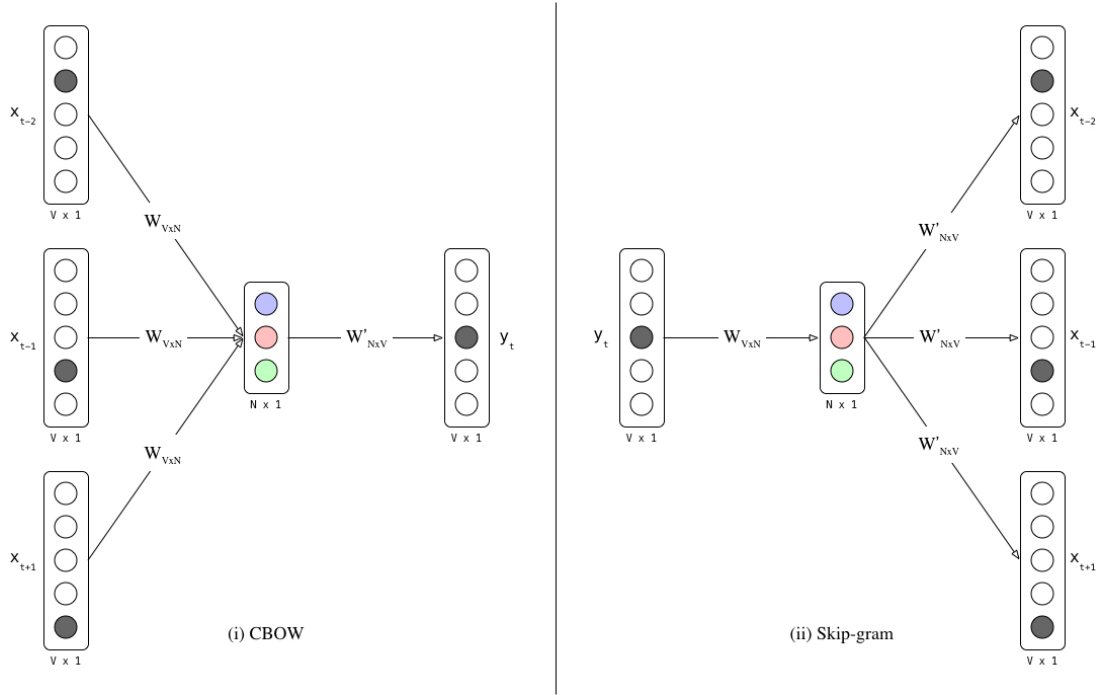 x t-2
V x 1
W VxN
x t-1
V x 1
W VxN
x t+1
V x 1
W VxN
N x 1
W' NxV
y t
V x 1
(i) CBOW
y t
V x 1
W VxN
N x 1
W' NxV
x t-2
V x 1
W' NxV
x t-1
V x 1
W' NxV
x t+1
V x 1
(ii) Skip-gram